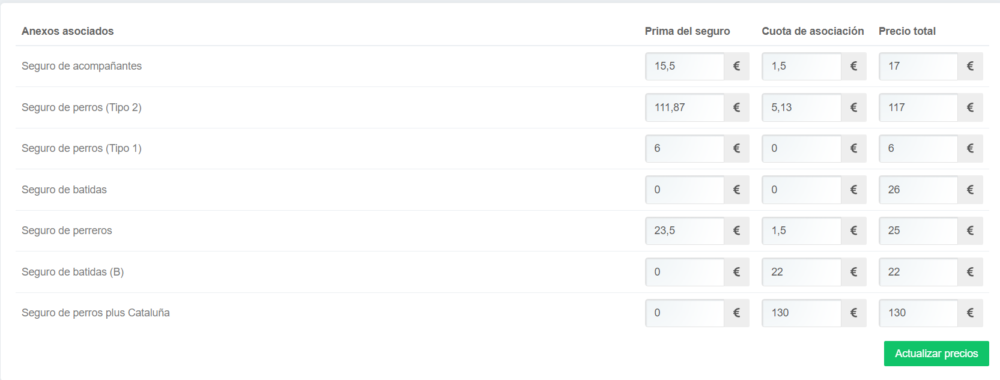 Anexos asociados Prima del seguro Cuota de asociación Precio total
Seguro de acompañantes 15,5 € 1,5 € 17 €
Seguro de perros (Tipo 2) 111,87 € 5,13 € 117 €
Seguro de perros (Tipo 1) 6 € 0 € 6 €
Seguro de batidas 0 € 0 € 26 €
Seguro de perreros 23,5 € 1,5 € 25 €
Seguro de batidas (B) 0 € 22 € 22 €
Seguro de perros plus Cataluña 0 € 130 € 130 €
Actualizar precios